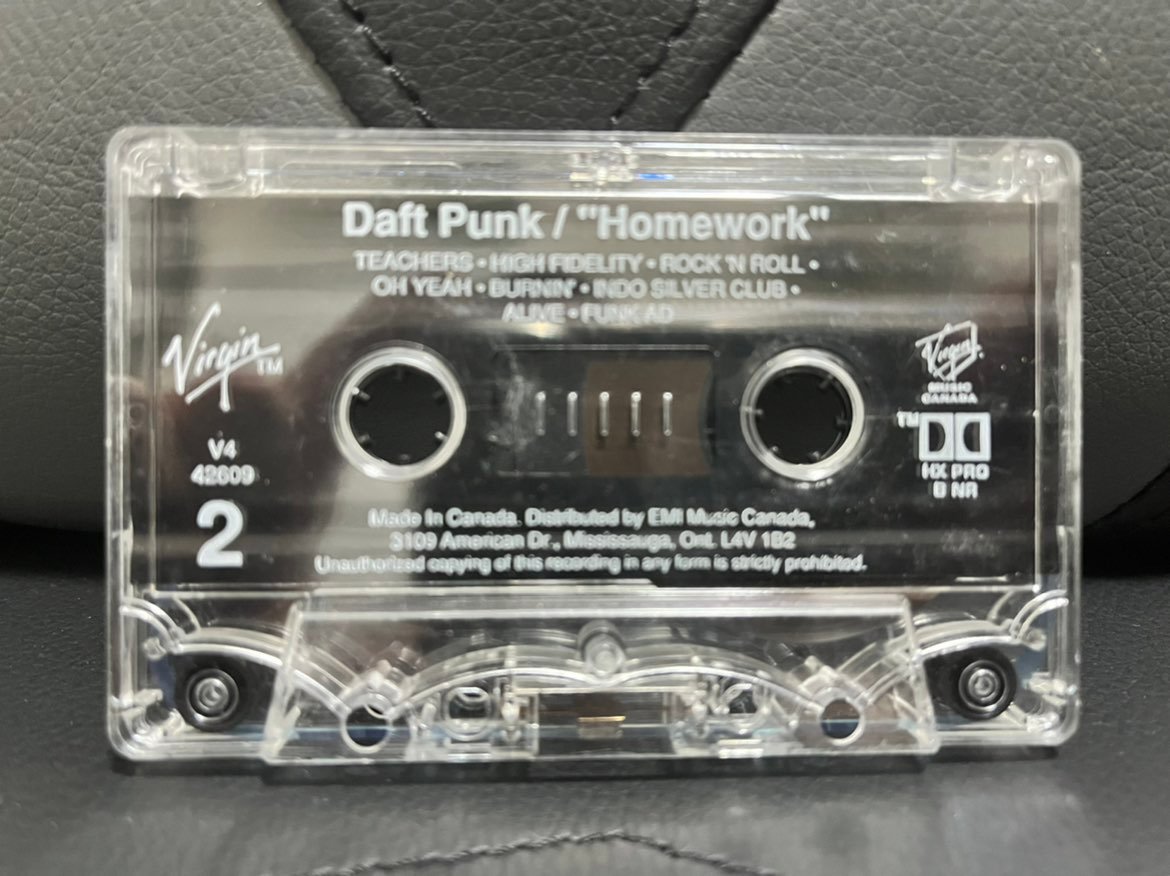 Daft Punk / "Homework"
TEACHERS • HIGH FIDELITY • ROCK 'N ROLL •
OH YEAH • BURNIN' • INDO SILVER CLUB •
ALIVE • FUNK AD
Virgin TM
V4
42609
2
Virgin
MUSIC
CANADA
TM
HX PRO
B NR
Made In Canada. Distributed by EMI Music Canada,
3109 American Dr., Mississauga, Ont. L4V 1B2
Unauthorized copying of this recording in any form is strictly prohibited.